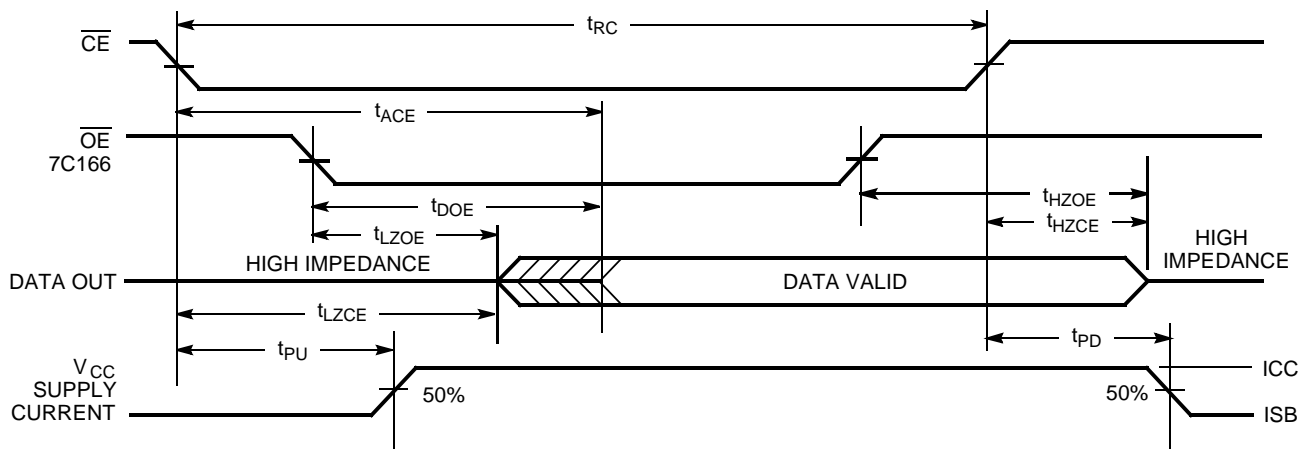 tRC
CE
tACE
OE
7C166
tHZOE
tDOE
tHZCE
tLZOE
HIGH
IMPEDANCE
HIGH IMPEDANCE
DATA OUT
DATA VALID
tLZCE
tPU
tPD
VCC
SUPPLY
CURRENT
50%
50%
ICC
ISB